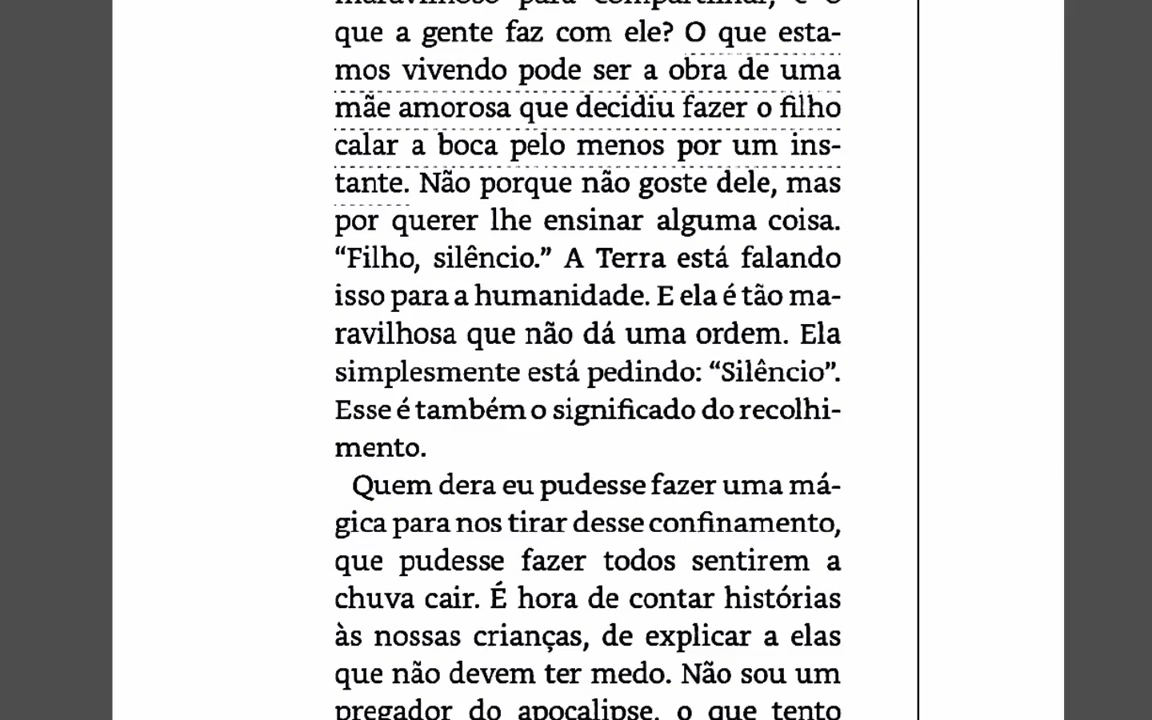 maravilhoso para compartilhar, e o
que a gente faz com ele? O que esta-
mos vivendo pode ser a obra de uma
mãe amorosa que decidiu fazer o filho
calar a boca pelo menos por um ins-
tante. Não porque não goste dele, mas
por querer lhe ensinar alguma coisa.
“Filho, silêncio.” A Terra está falando
isso para a humanidade. E ela é tão ma-
ravilhosa que não dá uma ordem. Ela
simplesmente está pedindo: “Silêncio”.
Esse é também o significado do recolhi-
mento.
Quem dera eu pudesse fazer uma má-
gica para nos tirar desse confinamento,
que pudesse fazer todos sentirem a
chuva cair. É hora de contar histórias
às nossas crianças, de explicar a elas
que não devem ter medo. Não sou um
pregador do apocalipse, o que tento